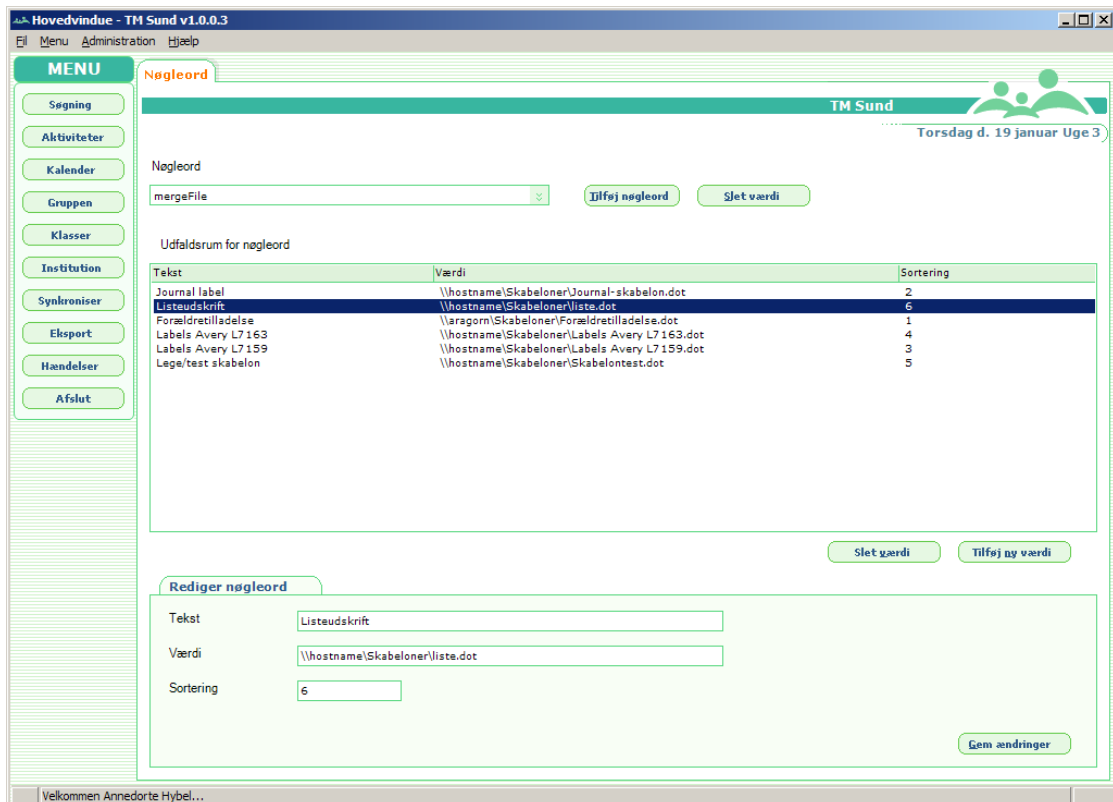 Hovedvindue - TM Sund v1.0.0.3
Fil Menu Administration Hjælp
MENU
Søgning
Aktiviteter
Kalender
Gruppen
Klasser
Institution
Synkroniser
Eksport
Hændelser
Afslut
Nøgleord
TM Sund
Torsdag d. 19 januar Uge 3
Nøgleord
mergeFile
Tilføj nøgleord
Slet værdi
Udfaldsrum for nøgleord
Tekst Værdi Sortering
Journal label \\hostname\Skabeloner\Journal-skabelon.dot 2
Listeudskrift \\hostname\Skabeloner\liste.dot 6
Forældretilladelse \\aragorn\Skabeloner\Forældretilladelse.dot 1
Labels Avery L7163 \\hostname\Skabeloner\Labels Avery L7163.dot 4
Labels Avery L7159 \\hostname\Skabeloner\Labels Avery L7159.dot 3
Lege/test skabelon \\hostname\Skabeloner\Skabelontest.dot 5
Slet værdi
Tilføj ny værdi
Rediger nøgleord
Tekst Listeudskrift
Værdi \\hostname\Skabeloner\liste.dot
Sortering 6
Gem ændringer
Velkommen Annedorte Hybel...